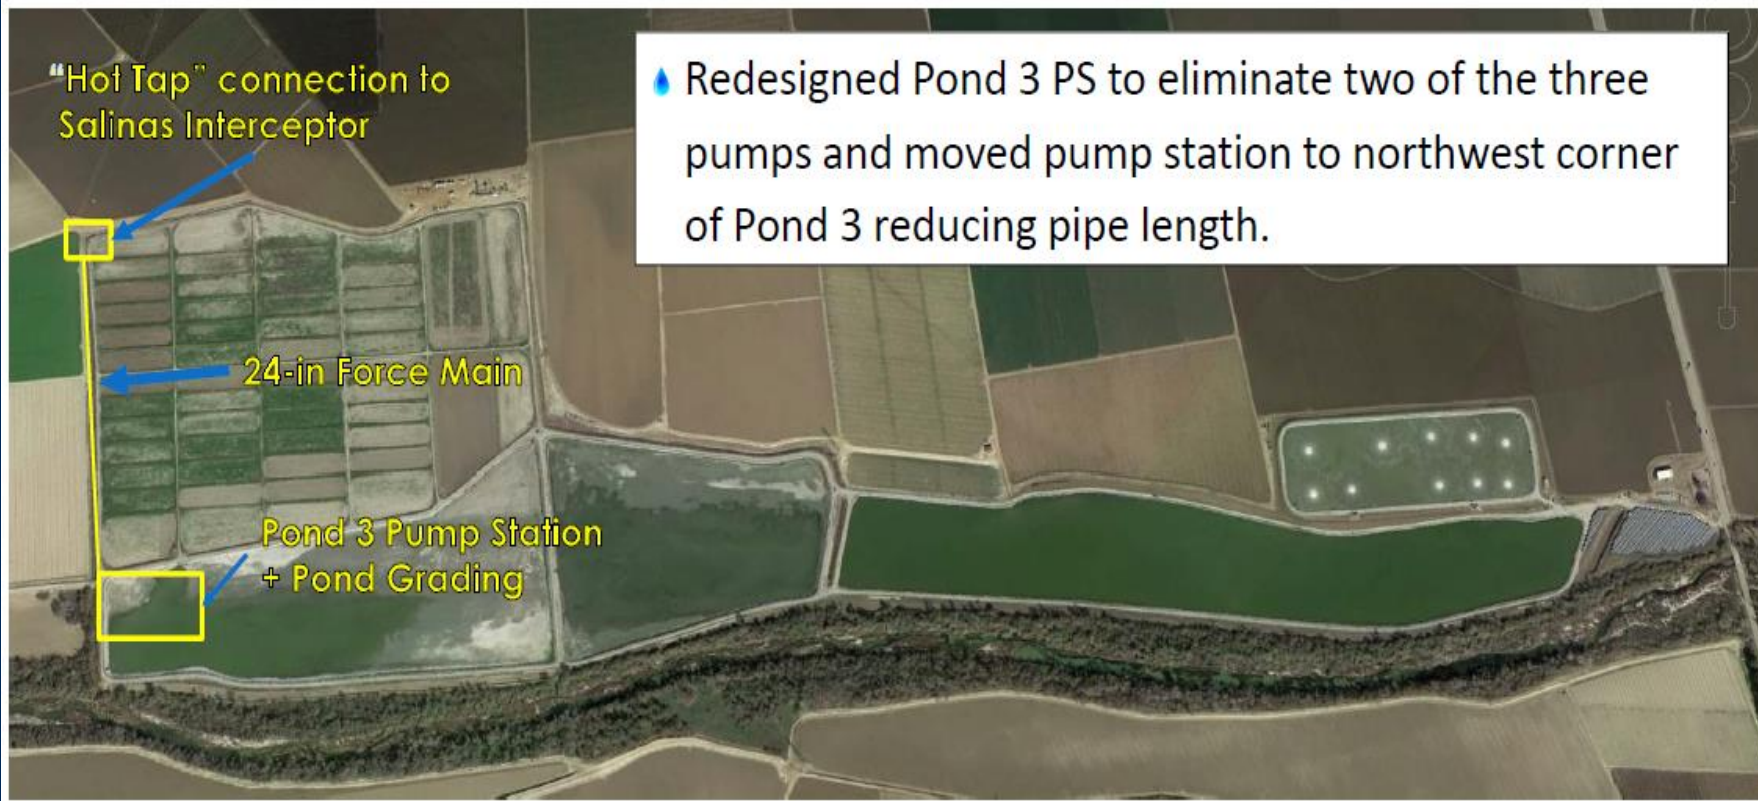 “Hot Tap” connection to
Salinas Interceptor
Redesigned Pond 3 PS to eliminate two of the three
pumps and moved pump station to northwest corner
of Pond 3 reducing pipe length.
24-in Force Main
Pond 3 Pump Station
+ Pond Grading